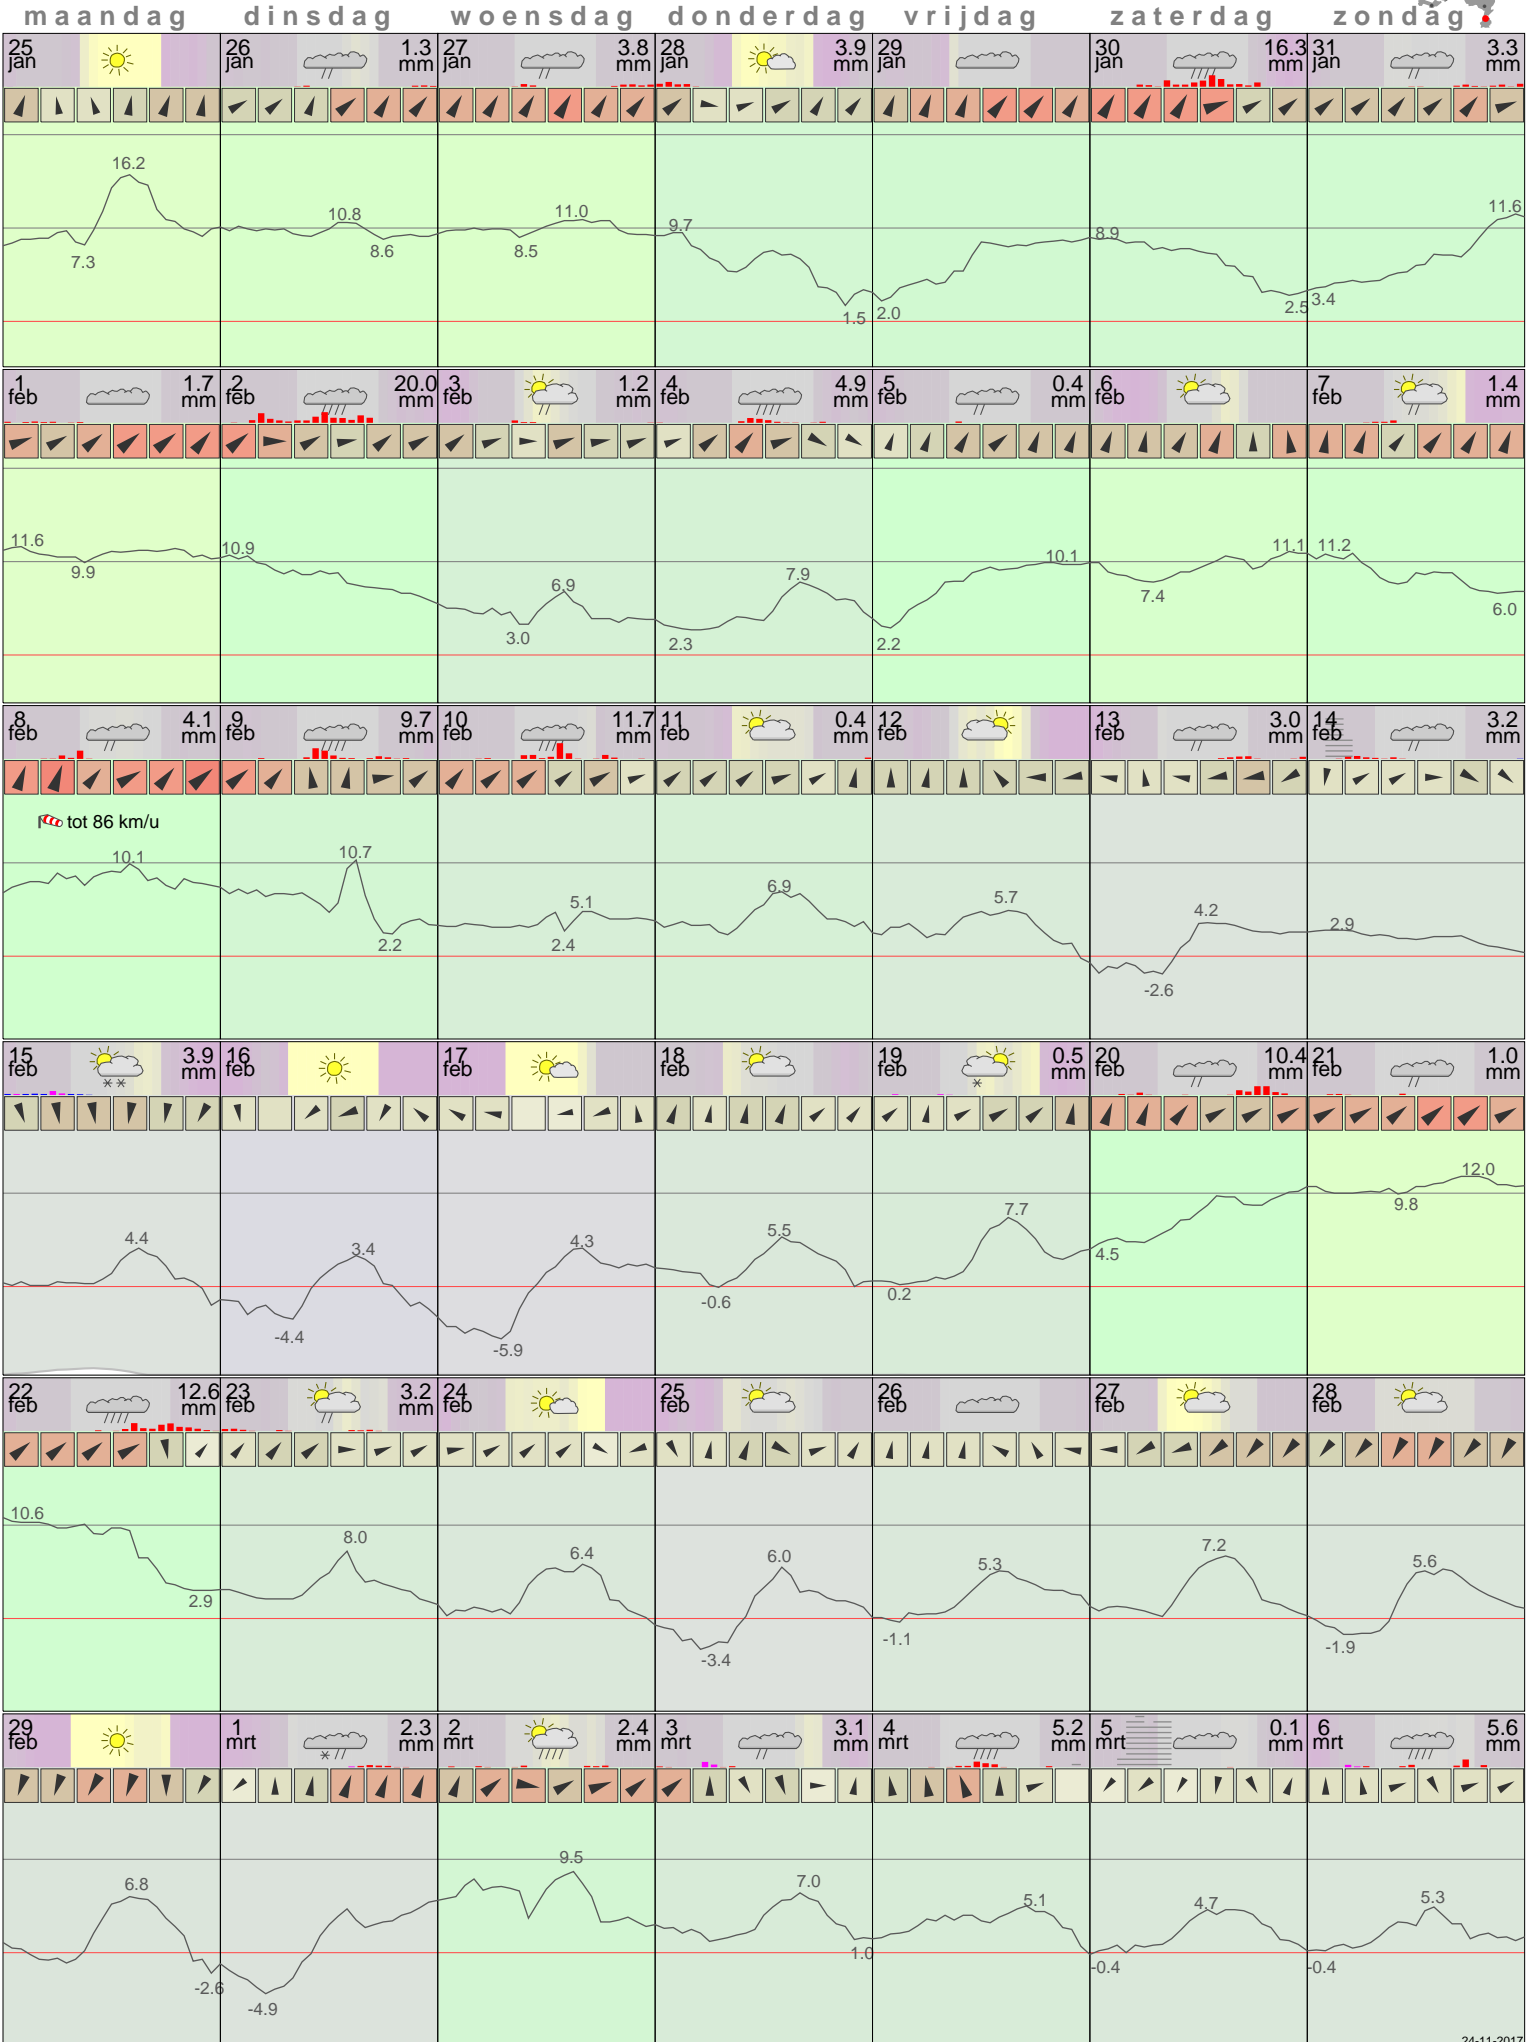 maandag dinsdag woensdag donderdag vrijdag zaterdag zondag
25 jan 26 jan 1.3 mm 27 jan 3.8 mm 28 jan 3.9 mm 29 jan 30 jan 16.3 mm 31 jan 3.3 mm
16.2 7.3 10.8 8.6 8.5 11.0 9.7 1.5 2.0 8.9 2.5 3.4 11.6
1 feb 1.7 mm 2 feb 20.0 mm 3 feb 1.2 mm 4 feb 4.9 mm 5 feb 0.4 mm 6 feb 7 feb 1.4 mm
11.6 9.9 10.9 3.0 6.9 2.3 7.9 2.2 10.1 7.4 11.1 11.2 6.0
8 feb 4.1 mm 9 feb 9.7 mm 10 feb 11.7 mm 11 feb 0.4 mm 12 feb 13 feb 3.0 mm 14 feb 3.2 mm
tot 86 km/u
10.1 10.7 2.2 2.4 5.1 6.9 5.7 -2.6 4.2 2.9
15 feb 3.9 mm 16 feb 17 feb 18 feb 19 feb 0.5 mm 20 feb 10.4 mm 21 feb 1.0 mm
4.4 -4.4 3.4 -5.9 4.3 -0.6 5.5 0.2 7.7 4.5 9.8 12.0
22 feb 12.6 mm 23 feb 3.2 mm 24 feb 25 feb 26 feb 27 feb 28 feb
10.6 2.9 8.0 6.4 -3.4 6.0 -1.1 5.3 7.2 -1.9 5.6
29 feb 1 mrt 2.3 mm 2 mrt 2.4 mm 3 mrt 3.1 mm 4 mrt 5.2 mm 5 mrt 0.1 mm 6 mrt 5.6 mm
6.8 -2.6 -4.9 9.5 7.0 1.0 5.1 -0.4 4.7 -0.4 5.3
24-11-2017